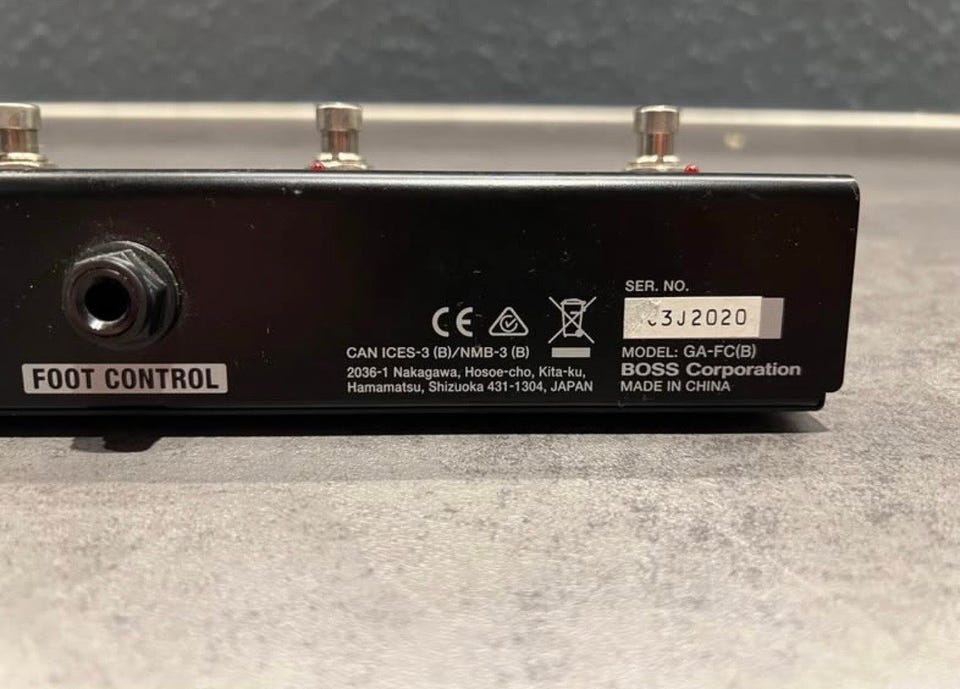 FOOT CONTROL
CE
CAN ICES-3 (B)/NMB-3 (B)
2036-1 Nakagawa, Hosoe-cho, Kita-ku,
Hamamatsu, Shizuoka 431-1304, JAPAN
SER. NO.
MODEL: GA-FC(B)
BOSS Corporation
MADE IN CHINA